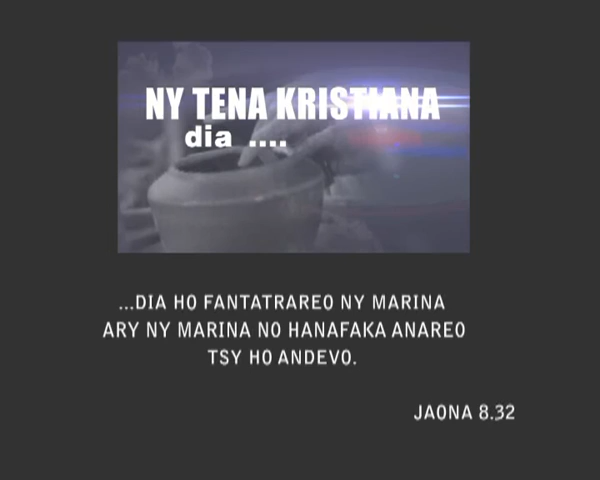 NY TENA KRISTIANA
dia ....
...DIA HO FANTATRAREO NY MARINA
ARY NY MARINA NO HANAFAKA ANAREO
TSY HO ANDEVO.
JAONA 8.32